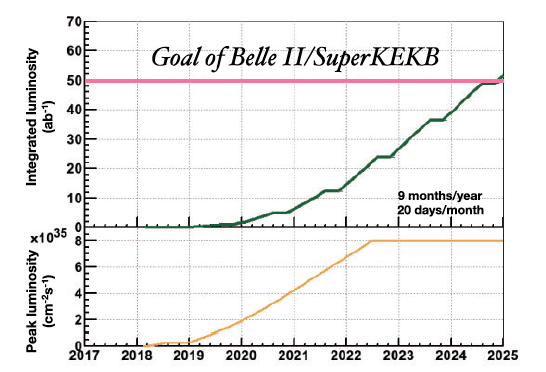 70
Goal of Belle II/SuperKEKB
60
50
40
30
20
10
0
Integrated luminosity
(ab⁻¹)
9 months/year
20 days/month
x10³⁵
8
6
4
2
0
Peak luminosity
(cm⁻²s⁻¹)
2017 2018 2019 2020 2021 2022 2023 2024 2025